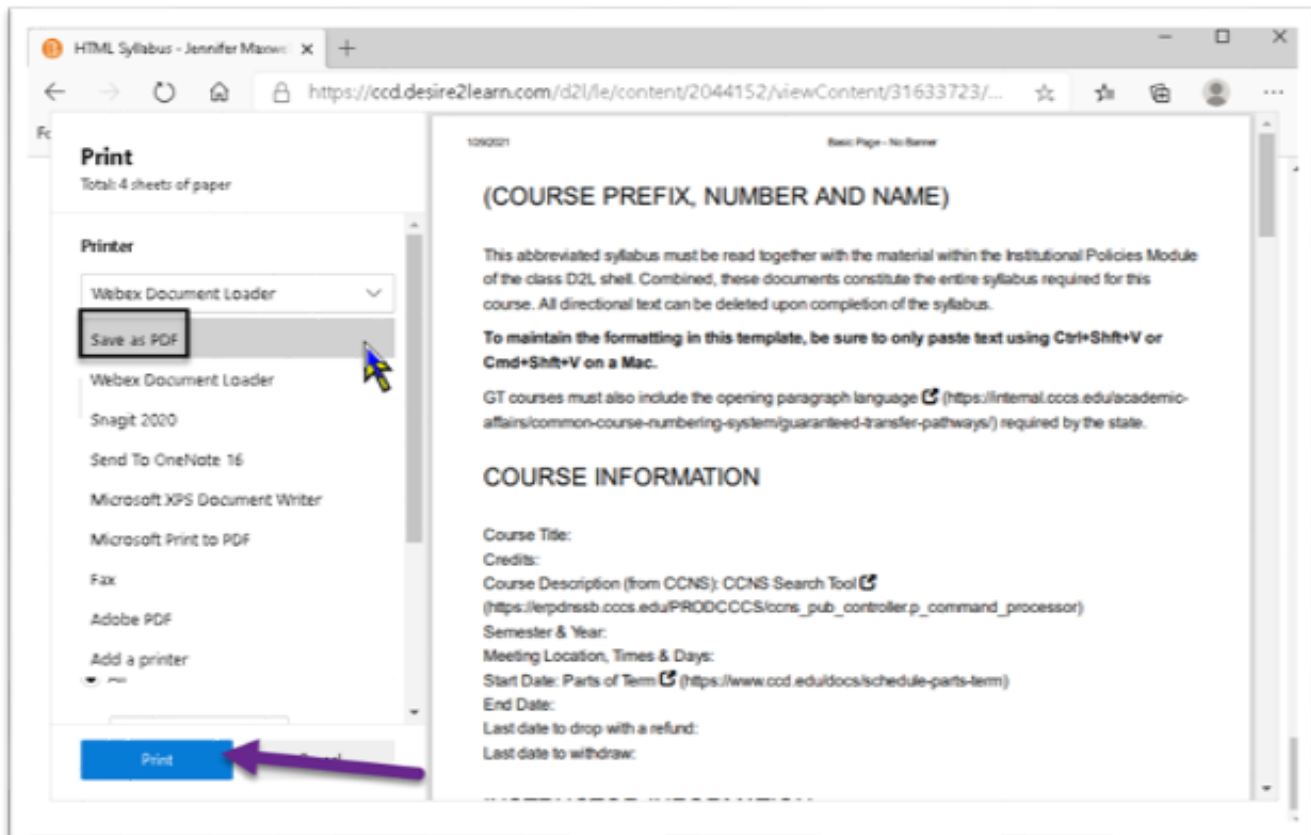 HTML Syllabus - Jennifer Maxwe
https://ccd.desire2learn.com/d2l/le/content/2044152/viewContent/31633723/...
Print
Total: 4 sheets of paper
Printer
Webex Document Loader
Save as PDF
Webex Document Loader
Snagit 2020
Send To OneNote 16
Microsoft XPS Document Writer
Microsoft Print to PDF
Fax
Adobe PDF
Add a printer
Print
1/29/2021
Basic Page - No Banner
(COURSE PREFIX, NUMBER AND NAME)
This abbreviated syllabus must be read together with the material within the Institutional Policies Module
of the class D2L shell. Combined, these documents constitute the entire syllabus required for this
course. All directional text can be deleted upon completion of the syllabus.
To maintain the formatting in this template, be sure to only paste text using Ctrl+Shft+V or
Cmd+Shft+V on a Mac.
GT courses must also include the opening paragraph language (https://internal.cccs.edu/academic-
affairs/common-course-numbering-system/guaranteed-transfer-pathways/) required by the state.
COURSE INFORMATION
Course Title:
Credits:
Course Description (from CCNS): CCNS Search Tool
(https://erpdnssb.cccs.edu/PRODCCCS/ccns_pub_controller.p_command_processor)
Semester & Year:
Meeting Location, Times & Days:
Start Date: Parts of Term (https://www.ccd.edu/docs/schedule-parts-term)
End Date:
Last date to drop with a refund:
Last date to withdraw: